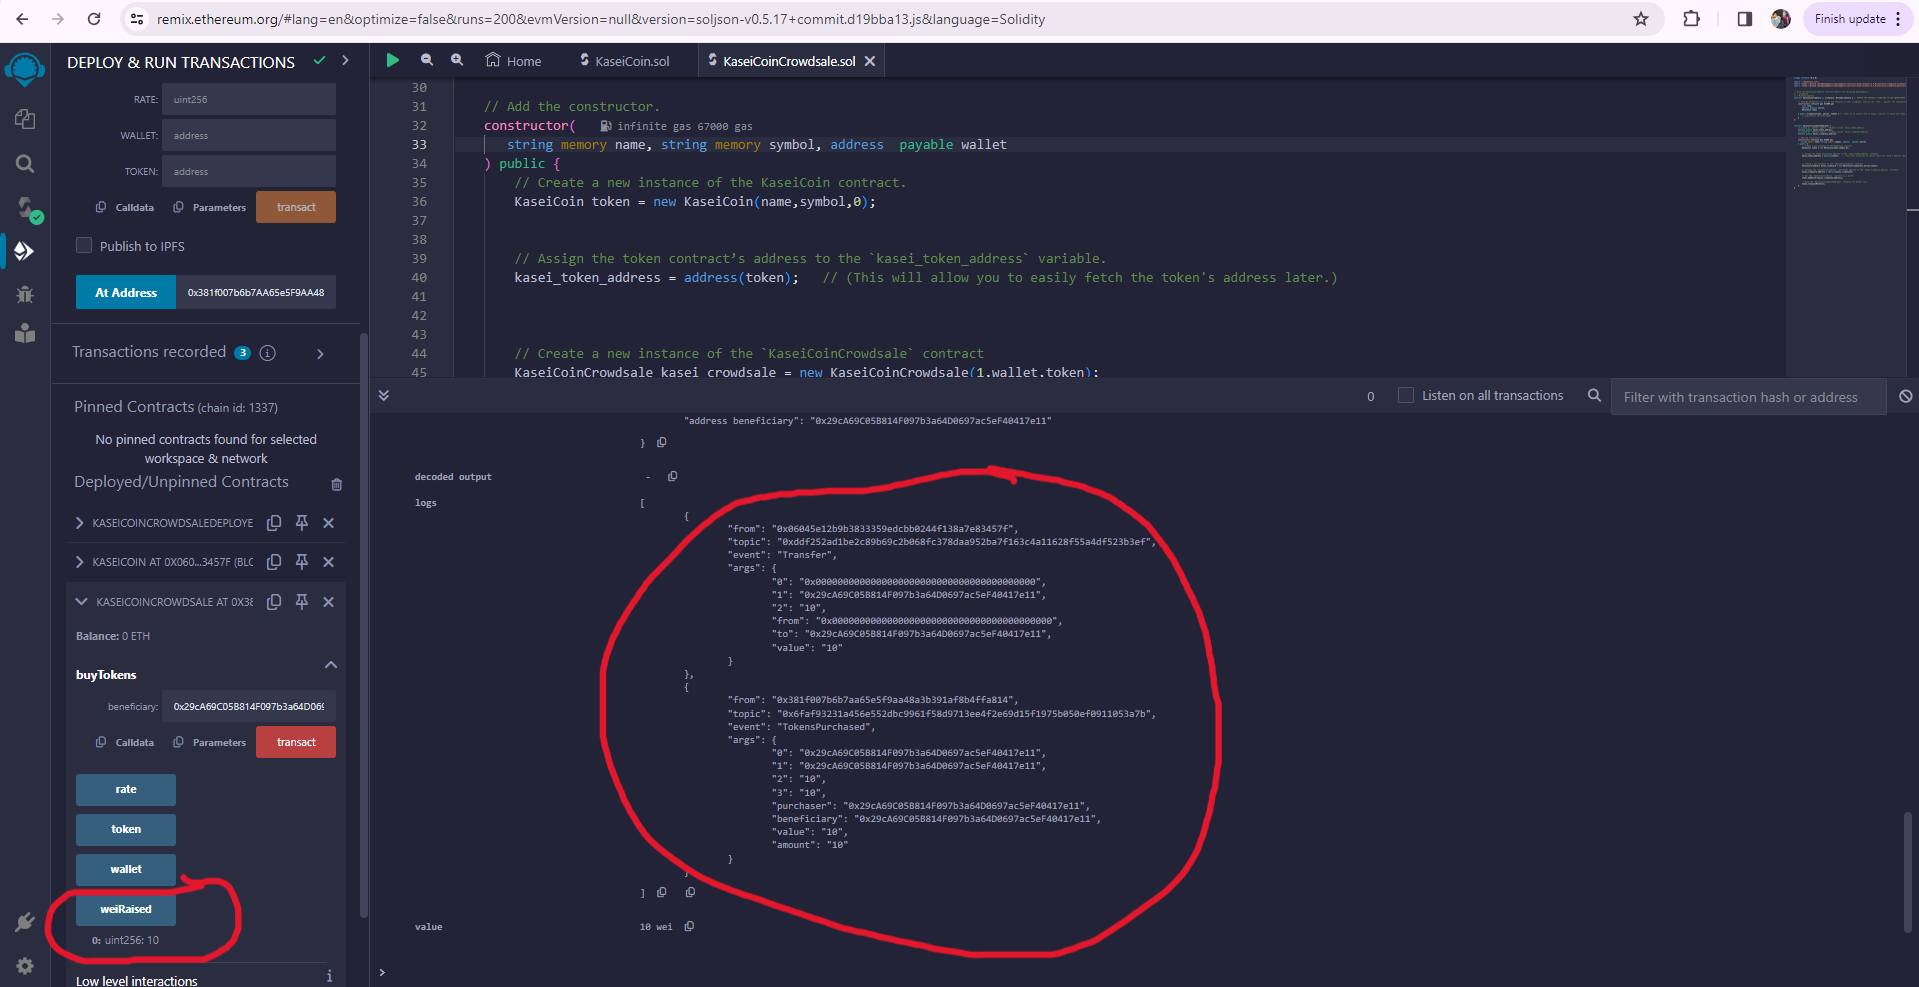 remix.ethereum.org/#lang=en&optimize=false&runs=200&evmVersion=null&version=soljson-v0.5.17+commit.d19bba13.js&language=Solidity
Finish update
DEPLOY & RUN TRANSACTIONS
RATE: uint256
WALLET: address
TOKEN: address
Calldata Parameters transact
Publish to IPFS
At Address 0x381f007b6b7AA65e5F9AA48
Transactions recorded 3 i
Pinned Contracts (chain id: 1337)
No pinned contracts found for selected
workspace & network
Deployed/Unpinned Contracts
KASEICOINCROWDSALEDEPLOYE
KASEICOIN AT 0X060...3457F (BLC
KASEICOINCROWDSALE AT 0X38
Balance: 0 ETH
buyTokens
beneficiary: 0x29cA69C05B814F097b3a64D069
Calldata Parameters transact
rate
token
wallet
weiRaised
0: uint256: 10
Low level interactions i
Home KaseiCoin.sol KaseiCoinCrowdsale.sol
30
31 // Add the constructor.
32 constructor( infinite gas 67000 gas
33 string memory name, string memory symbol, address payable wallet
34 ) public {
35 // Create a new instance of the KaseiCoin contract.
36 KaseiCoin token = new KaseiCoin(name,symbol,0);
37
38
39 // Assign the token contract’s address to the `kasei_token_address` variable.
40 kasei_token_address = address(token); // (This will allow you to easily fetch the token's address later.)
41
42
43
44 // Create a new instance of the `KaseiCoinCrowdsale` contract
45 KaseiCoinCrowdsale kasei_crowdsale = new KaseiCoinCrowdsale(1,wallet,token);
0 Listen on all transactions Filter with transaction hash or address
"address beneficiary": "0x29cA69C05B814F097b3a64D0697ac5eF40417e11"
}
decoded output -
logs [
{
"from": "0x06045e12b9b3833359edcbb0244f138a7e83457f",
"topic": "0xddf252ad1be2c89b69c2b068fc378daa952ba7f163c4a11628f55a4df523b3ef",
"event": "Transfer",
"args": {
"0": "0x0000000000000000000000000000000000000000",
"1": "0x29cA69C05B814F097b3a64D0697ac5eF40417e11",
"2": "10",
"from": "0x0000000000000000000000000000000000000000",
"to": "0x29cA69C05B814F097b3a64D0697ac5eF40417e11",
"value": "10"
}
},
{
"from": "0x381f007b6b7aa65e5f9aa48a3b391af8b4ffa814",
"topic": "0x6faf93231a456e552dbc9961f58d9713ee4f2e69d15f1975b050ef0911053a7b",
"event": "TokensPurchased",
"args": {
"0": "0x29cA69C05B814F097b3a64D0697ac5eF40417e11",
"1": "0x29cA69C05B814F097b3a64D0697ac5eF40417e11",
"2": "10",
"3": "10",
"purchaser": "0x29cA69C05B814F097b3a64D0697ac5eF40417e11",
"beneficiary": "0x29cA69C05B814F097b3a64D0697ac5eF40417e11",
"value": "10",
"amount": "10"
}
}
]
value 10 wei
>